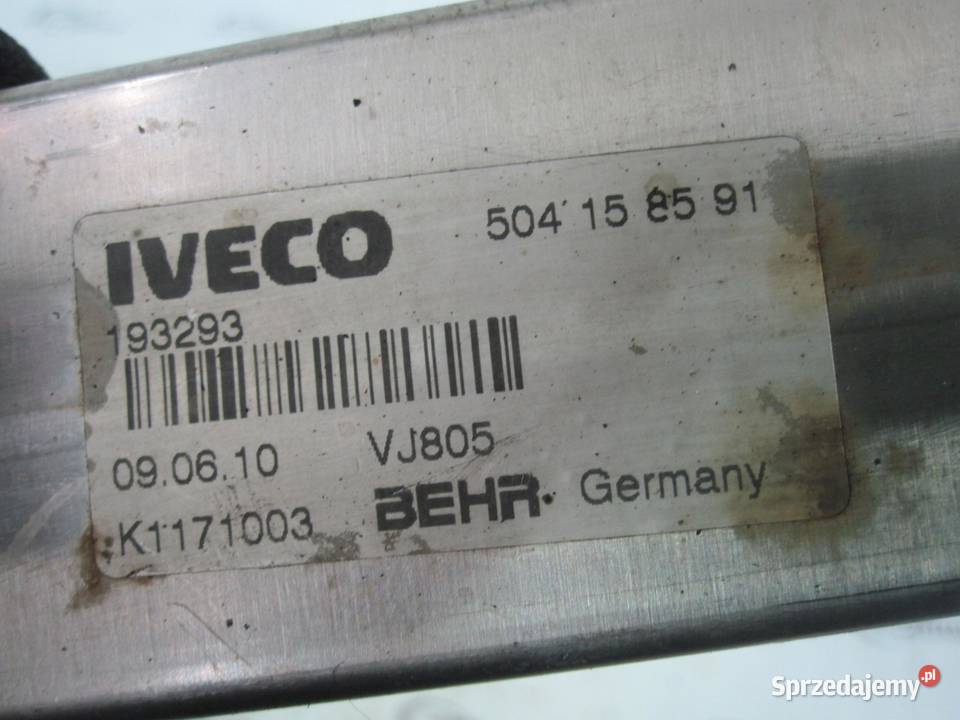 IVECO 504 15 85 91
193293
09.06.10 VJ805
K1171003 BEHR Germany
Sprzedajemy.pl